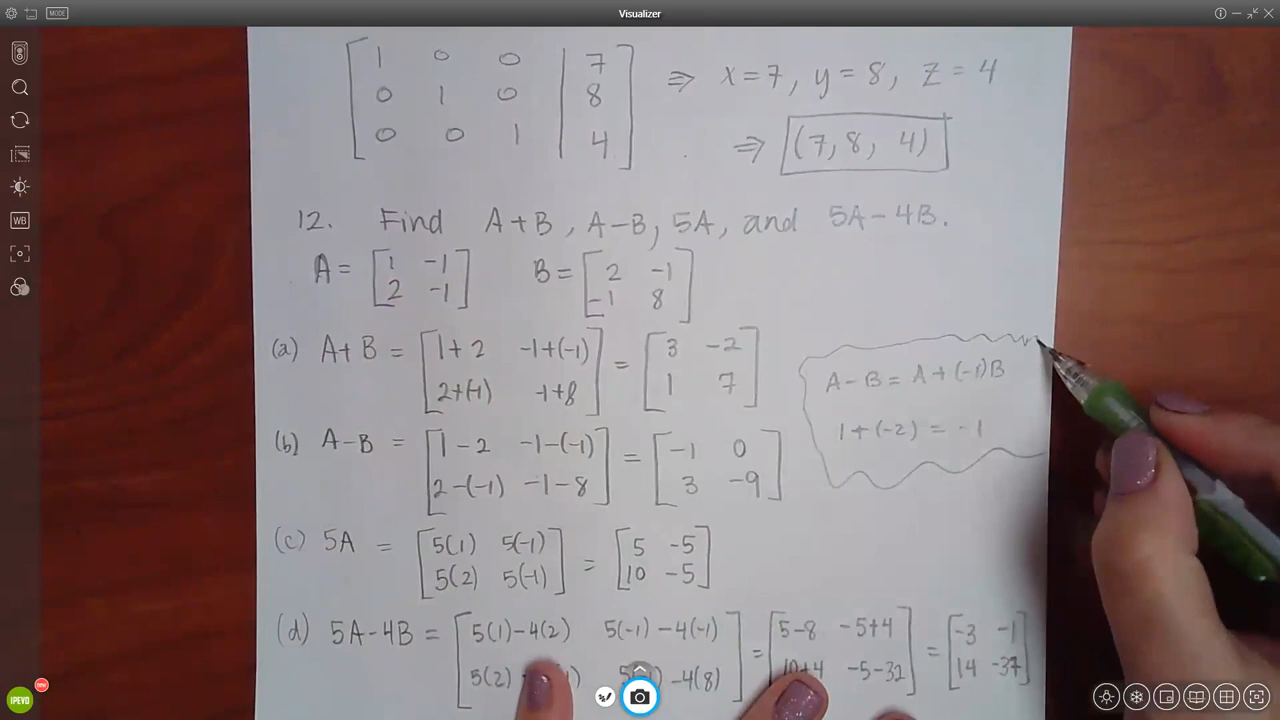 MODE
Visualizer
[1 0 0 | 7] ⇒ x=7, y=8, z=4
[0 1 0 | 8]
[0 0 1 | 4] ⇒ (7, 8, 4)
12. Find A+B, A-B, 5A, and 5A-4B.
A = [1 -1; 2 -1] B = [2 -1; -1 8]
(a) A+B = [1+2 -1+(-1); 2+(-1) -1+8] = [3 -2; 1 7]
A-B = A+(-1)B
1+(-2) = -1
(b) A-B = [1-2 -1-(-1); 2-(-1) -1-8] = [-1 0; 3 -9]
(c) 5A = [5(1) 5(-1); 5(2) 5(-1)] = [5 -5; 10 -5]
(d) 5A-4B = [5(1)-4(2) 5(-1)-4(-1); 5(2) -4(8)] = [5-8 -5+4; 10+4 -5-32] = [-3 -1; 14 -37]
WB
IPEVO
new